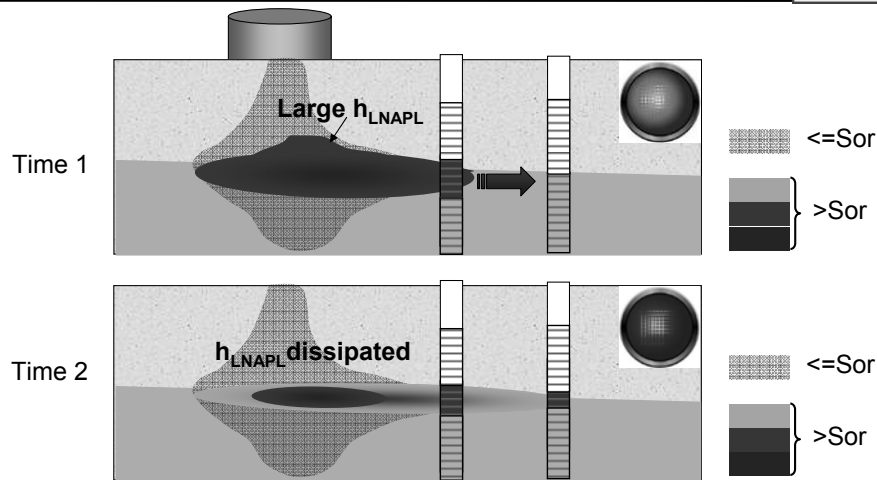 Large hLNAPL
Time 1
<=Sor
>Sor
hLNAPL dissipated
Time 2
<=Sor
>Sor